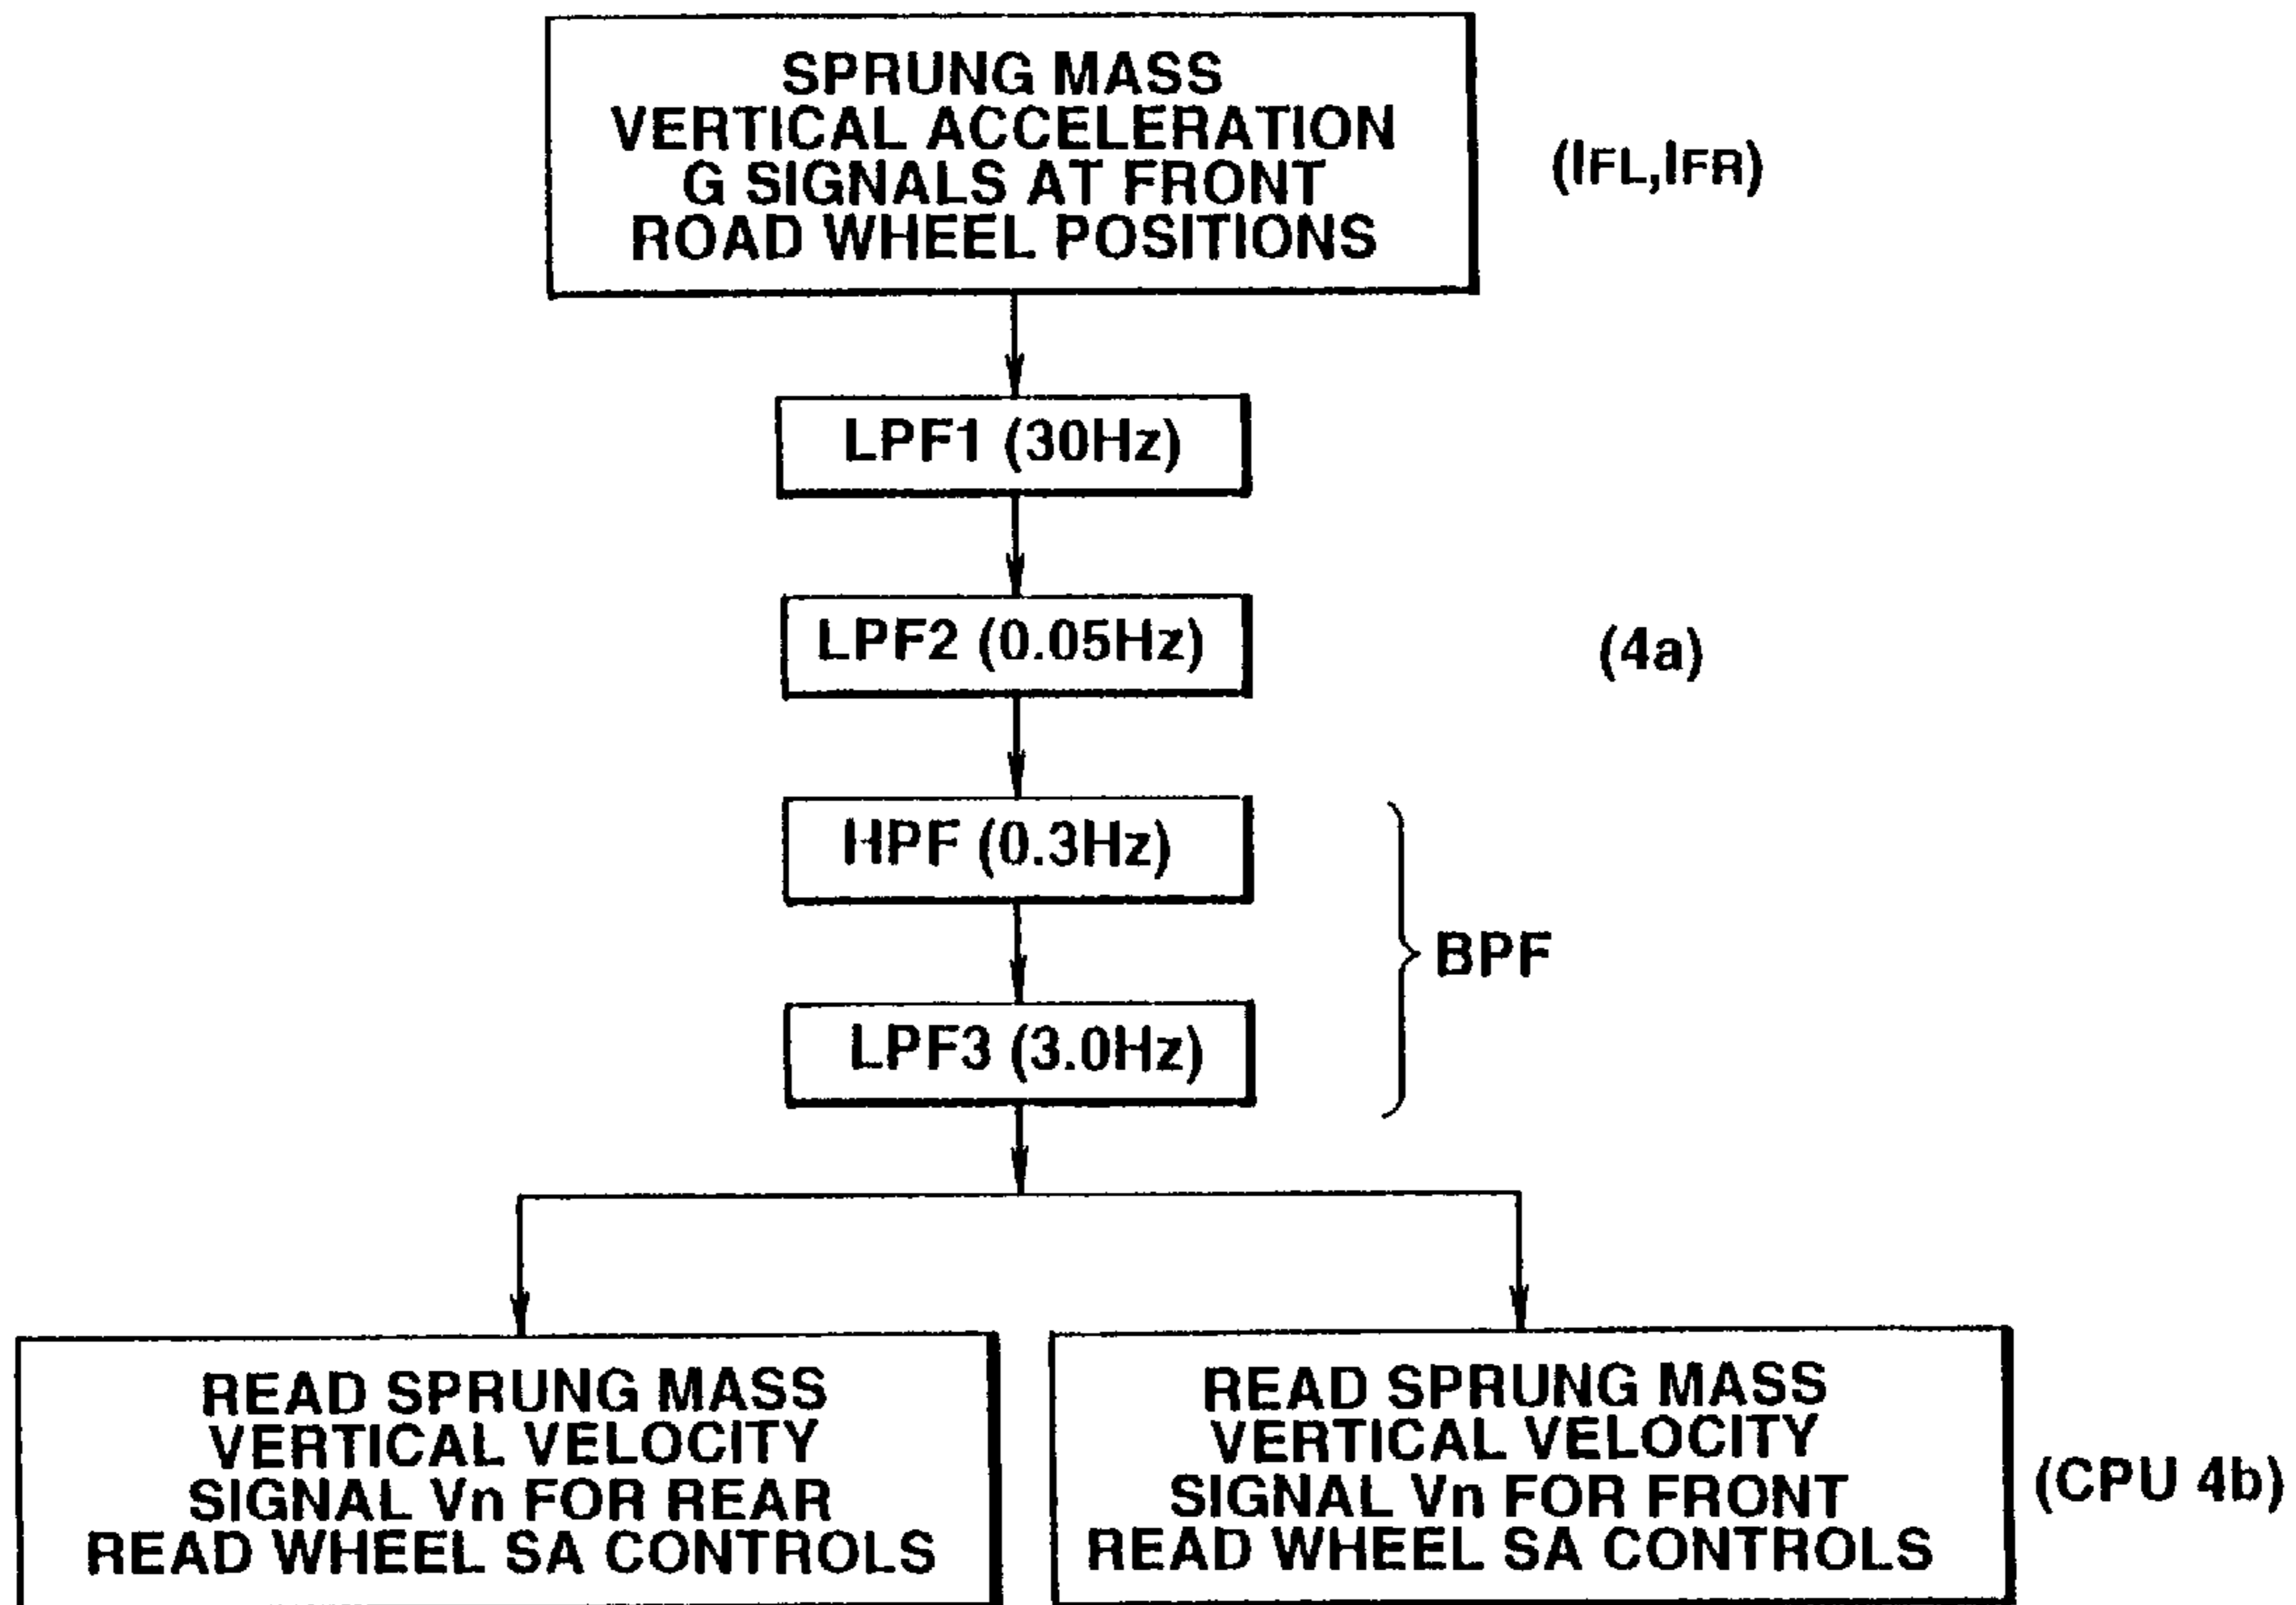 SPRUNG MASS
VERTICAL ACCELERATION
G SIGNALS AT FRONT
ROAD WHEEL POSITIONS
(IFL,IFR)
LPF1 (30Hz)
LPF2 (0.05Hz)
(4a)
HPF (0.3Hz)
BPF
LPF3 (3.0Hz)
READ SPRUNG MASS
VERTICAL VELOCITY
SIGNAL Vn FOR REAR
READ WHEEL SA CONTROLS
READ SPRUNG MASS
VERTICAL VELOCITY
SIGNAL Vn FOR FRONT
READ WHEEL SA CONTROLS
(CPU 4b)